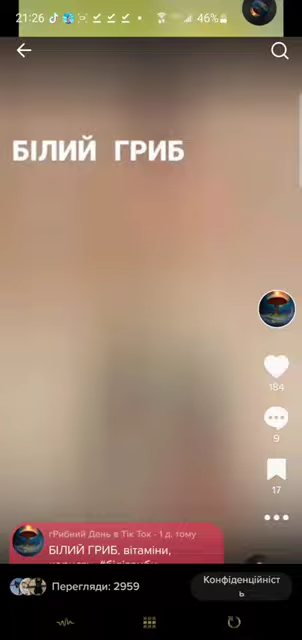 21:26
46%
БІЛИЙ ГРИБ
184
9
17
гРибний День в Тік Ток · 1 д. тому
БІЛИЙ ГРИБ. вітаміни,
Перегляди: 2959
Конфіденційніст
ь